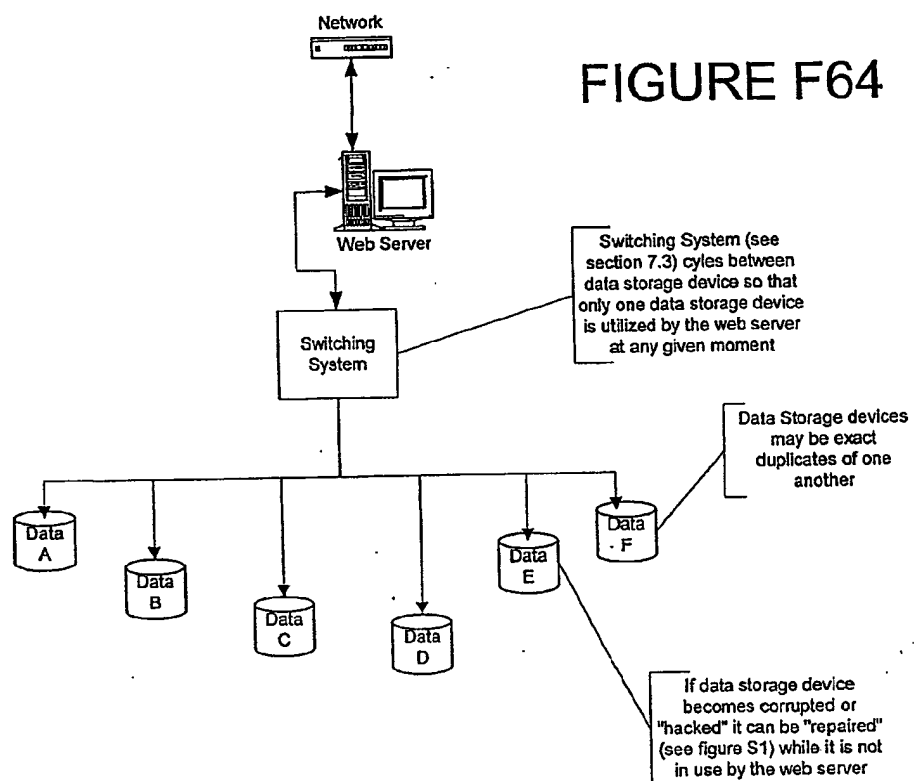 Network
FIGURE F64
Web Server
Switching System (see
section 7.3) cyles between
data storage device so that
only one data storage device
is utilized by the web server
at any given moment
Switching
System
Data Storage devices
may be exact
duplicates of one
another
Data
A
Data
B
Data
C
Data
D
Data
E
Data
F
If data storage device
becomes corrupted or
"hacked" it can be "repaired"
(see figure S1) while it is not
in use by the web server